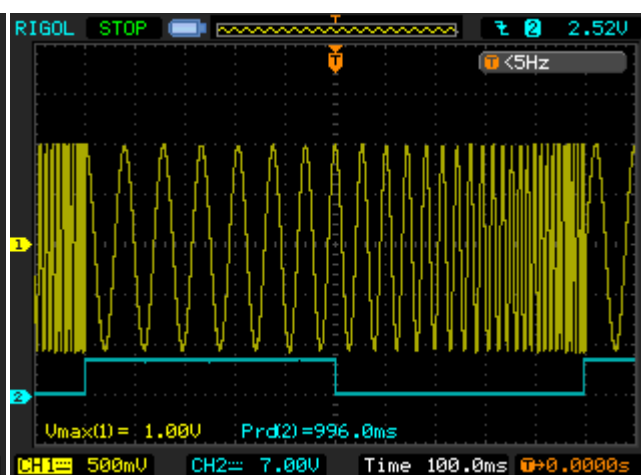 RIGOL STOP T 2 2.52V
T
T <5Hz
1
2
Vmax(1)= 1.00V Prd(2)=996.0ms
CH1 500mV CH2 7.00V Time 100.0ms T→0.0000s